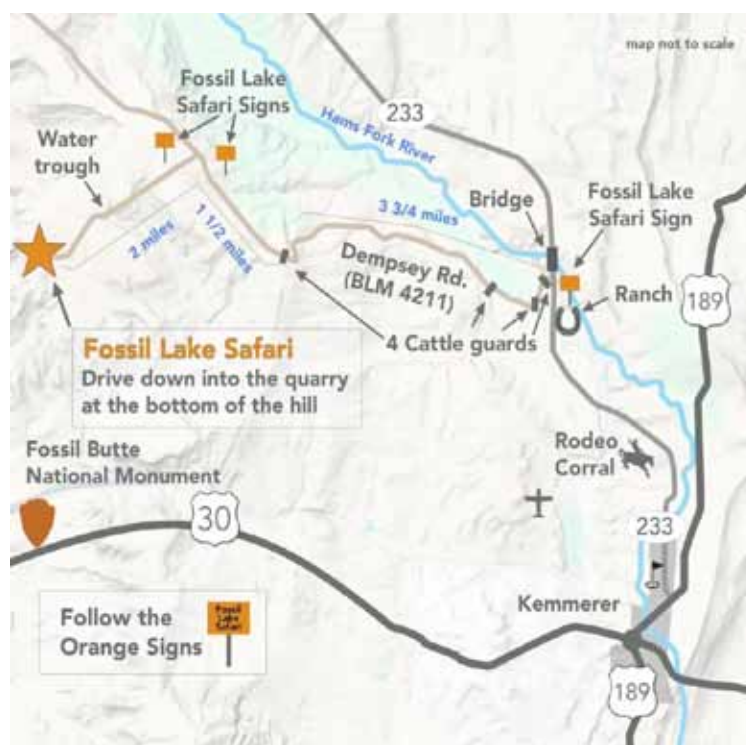 map not to scale
Fossil Lake
Safari Signs
233
Hams Fork River
Water
trough
Bridge
Fossil Lake
Safari Sign
3 3/4 miles
1 1/2 miles
2 miles
Dempsey Rd.
(BLM 4211)
Ranch
189
4 Cattle guards
Fossil Lake Safari
Drive down into the quarry
at the bottom of the hill
Fossil Butte
National Monument
Rodeo
Corral
30
233
Kemmerer
Follow the
Orange Signs
Fossil
Lake
Safari
189